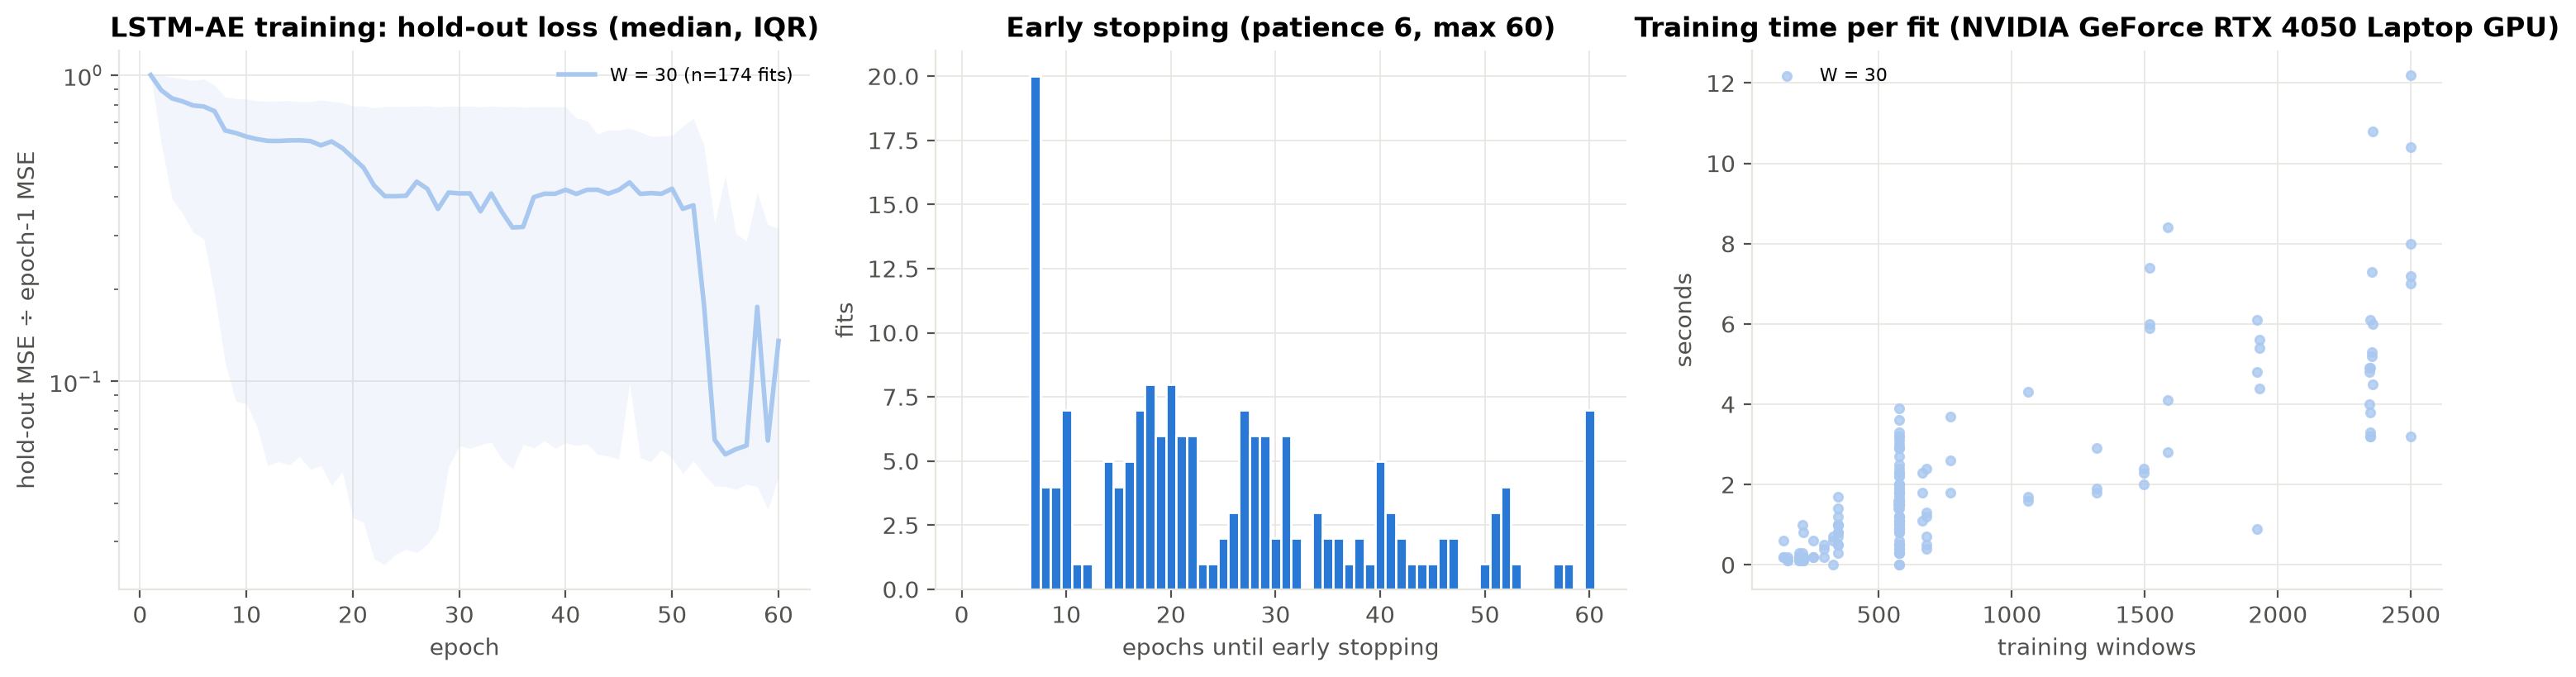 LSTM-AE training: hold-out loss (median, IQR)
W = 30 (n=174 fits)
10⁰
10⁻¹
hold-out MSE ÷ epoch-1 MSE
0 10 20 30 40 50 60
epoch
Early stopping (patience 6, max 60)
20.0
17.5
15.0
12.5
10.0
7.5
5.0
2.5
0.0
fits
0 10 20 30 40 50 60
epochs until early stopping
Training time per fit (NVIDIA GeForce RTX 4050 Laptop GPU)
W = 30
12
10
8
6
4
2
0
seconds
500 1000 1500 2000 2500
training windows